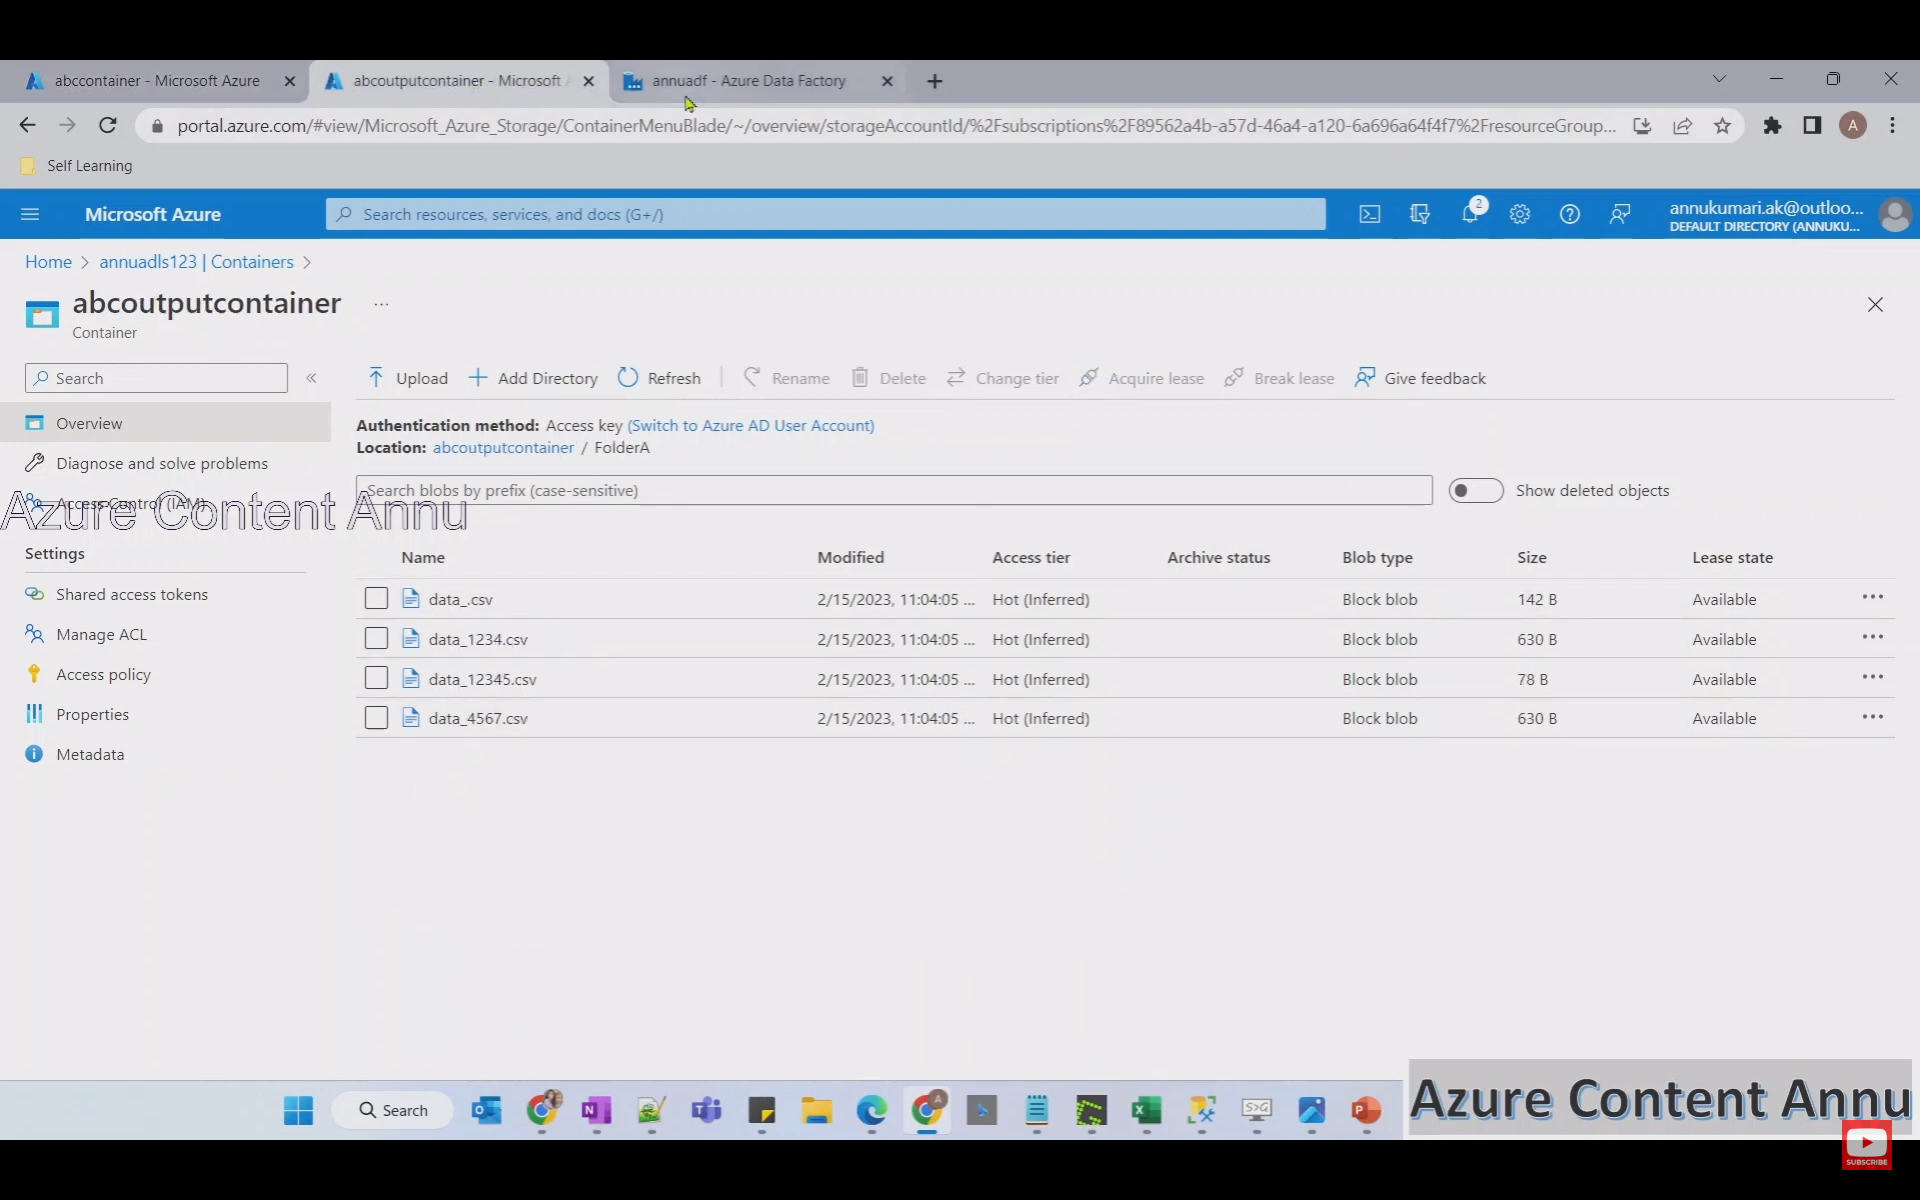 abccontainer - Microsoft Azure
abcoutputcontainer - Microsoft A
annuadf - Azure Data Factory
portal.azure.com/#view/Microsoft_Azure_Storage/ContainerMenuBlade/~/overview/storageAccountId/%2Fsubscriptions%2F89562a4b-a57d-46a4-a120-6a696a64f4f7%2FresourceGroup...
A
Self Learning
Microsoft Azure
Search resources, services, and docs (G+/)
2
annukumari.ak@outloo...
DEFAULT DIRECTORY (ANNUKU...
Home > annuadls123 | Containers >
abcoutputcontainer ...
Container
Search
«
Upload
Add Directory
Refresh
Rename
Delete
Change tier
Acquire lease
Break lease
Give feedback
Overview
Authentication method: Access key (Switch to Azure AD User Account)
Location: abcoutputcontainer / FolderA
Diagnose and solve problems
Search blobs by prefix (case-sensitive)
Show deleted objects
Access Control (IAM)
Azure Content Annu
Settings
Name Modified Access tier Archive status Blob type Size Lease state
Shared access tokens
data_.csv 2/15/2023, 11:04:05 ... Hot (Inferred) Block blob 142 B Available ...
Manage ACL
data_1234.csv 2/15/2023, 11:04:05 ... Hot (Inferred) Block blob 630 B Available ...
Access policy
data_12345.csv 2/15/2023, 11:04:05 ... Hot (Inferred) Block blob 78 B Available ...
Properties
data_4567.csv 2/15/2023, 11:04:05 ... Hot (Inferred) Block blob 630 B Available ...
Metadata
Search
Azure Content Annu
SUBSCRIBE